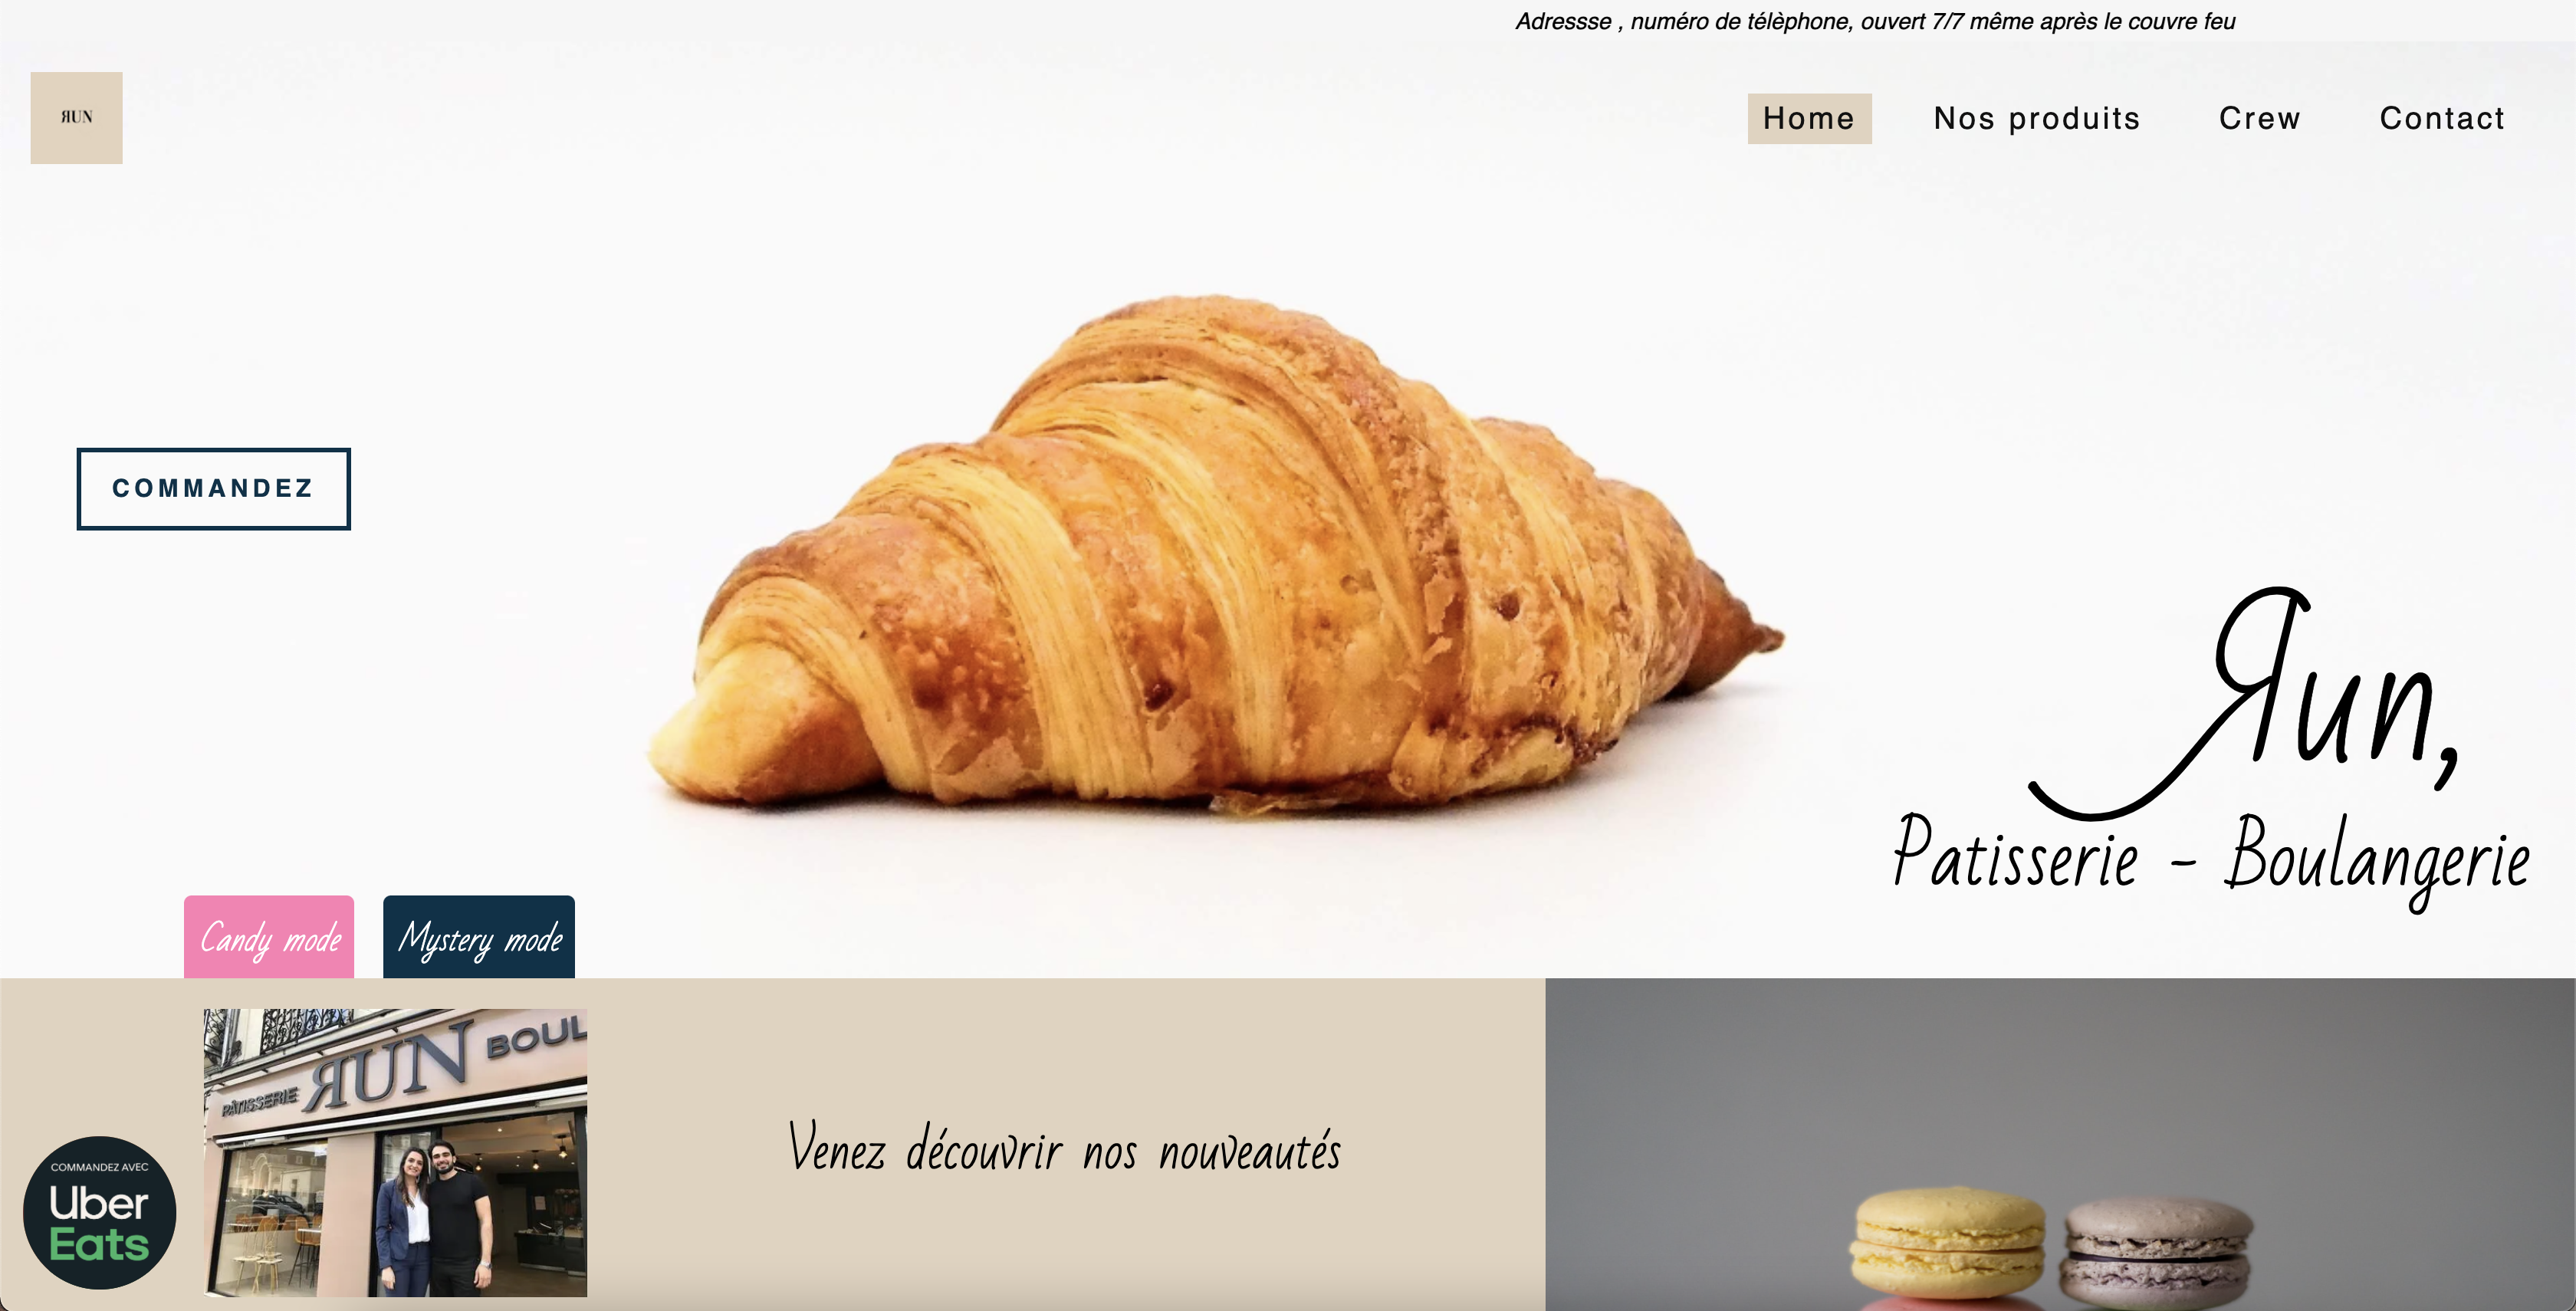 Adressse , numéro de télèphone, ouvert 7/7 même après le couvre feu
ЯUN
Home Nos produits Crew Contact
COMMANDEZ
Яun,
Patisserie - Boulangerie
Candy mode Mystery mode
PÂTISSERIE ЯUN BOUL
Venez découvrir nos nouveautés
COMMANDEZ AVEC
Uber
Eats